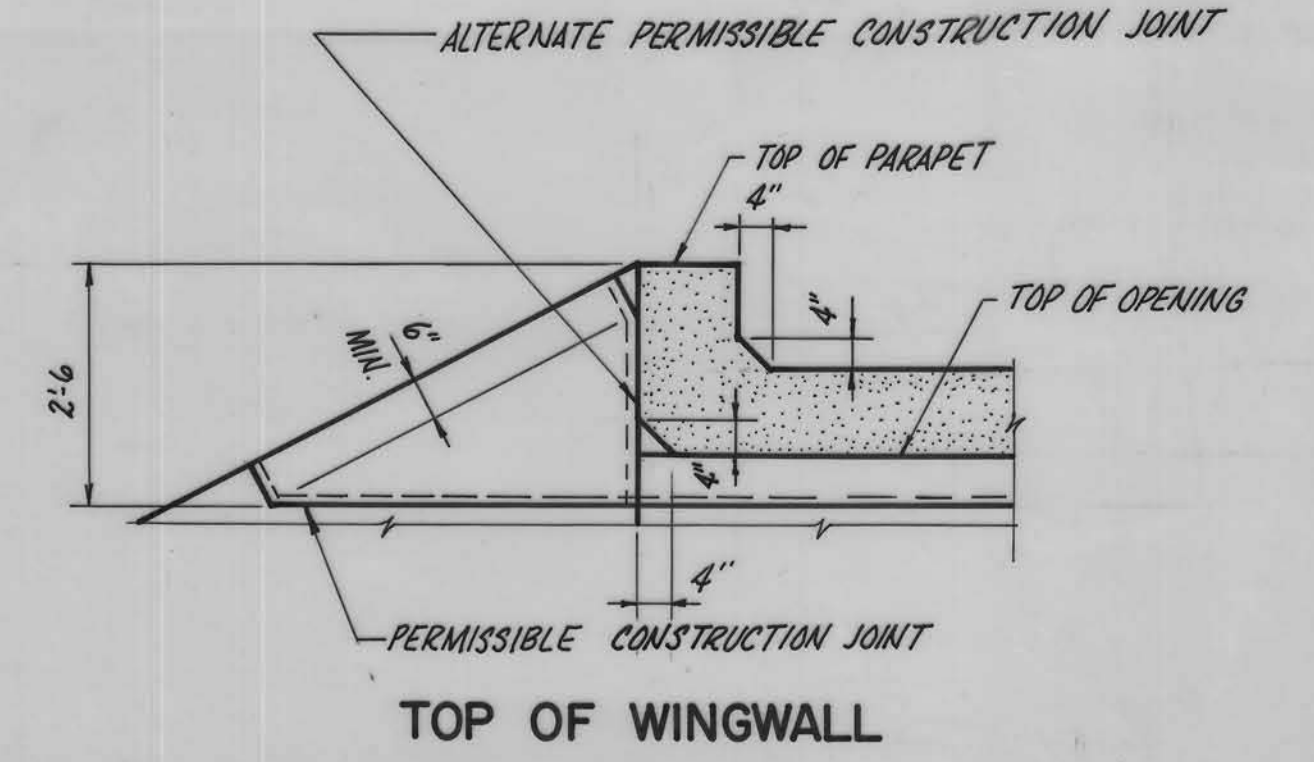 ALTERNATE PERMISSIBLE CONSTRUCTION JOINT
TOP OF PARAPET
4"
4"
TOP OF OPENING
6"
MIN.
2'-6
4"
4"
PERMISSIBLE CONSTRUCTION JOINT
TOP OF WINGWALL